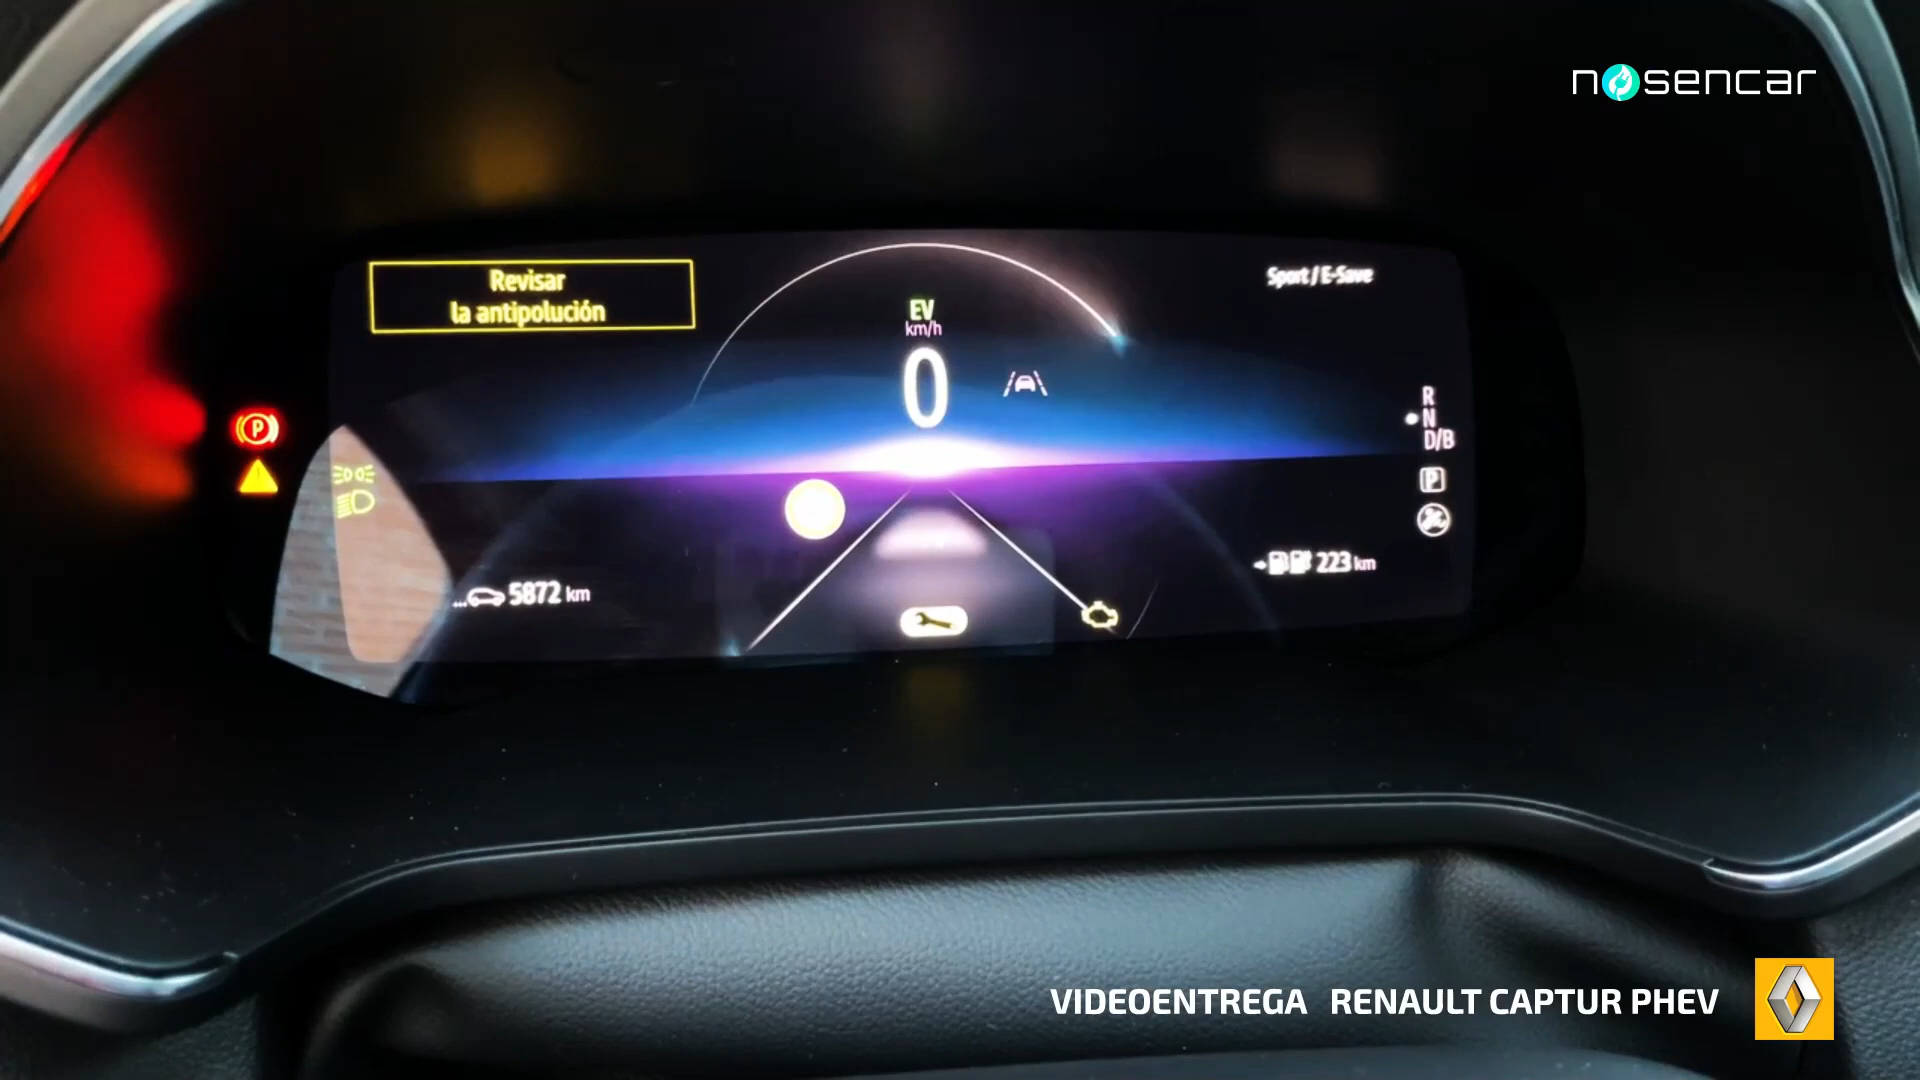 nosencar
Revisar
la antipolución
Sport / E-Save
EV
km/h
0
R
N
D/B
P
P
5872 km
223 km
VIDEOENTREGA RENAULT CAPTUR PHEV